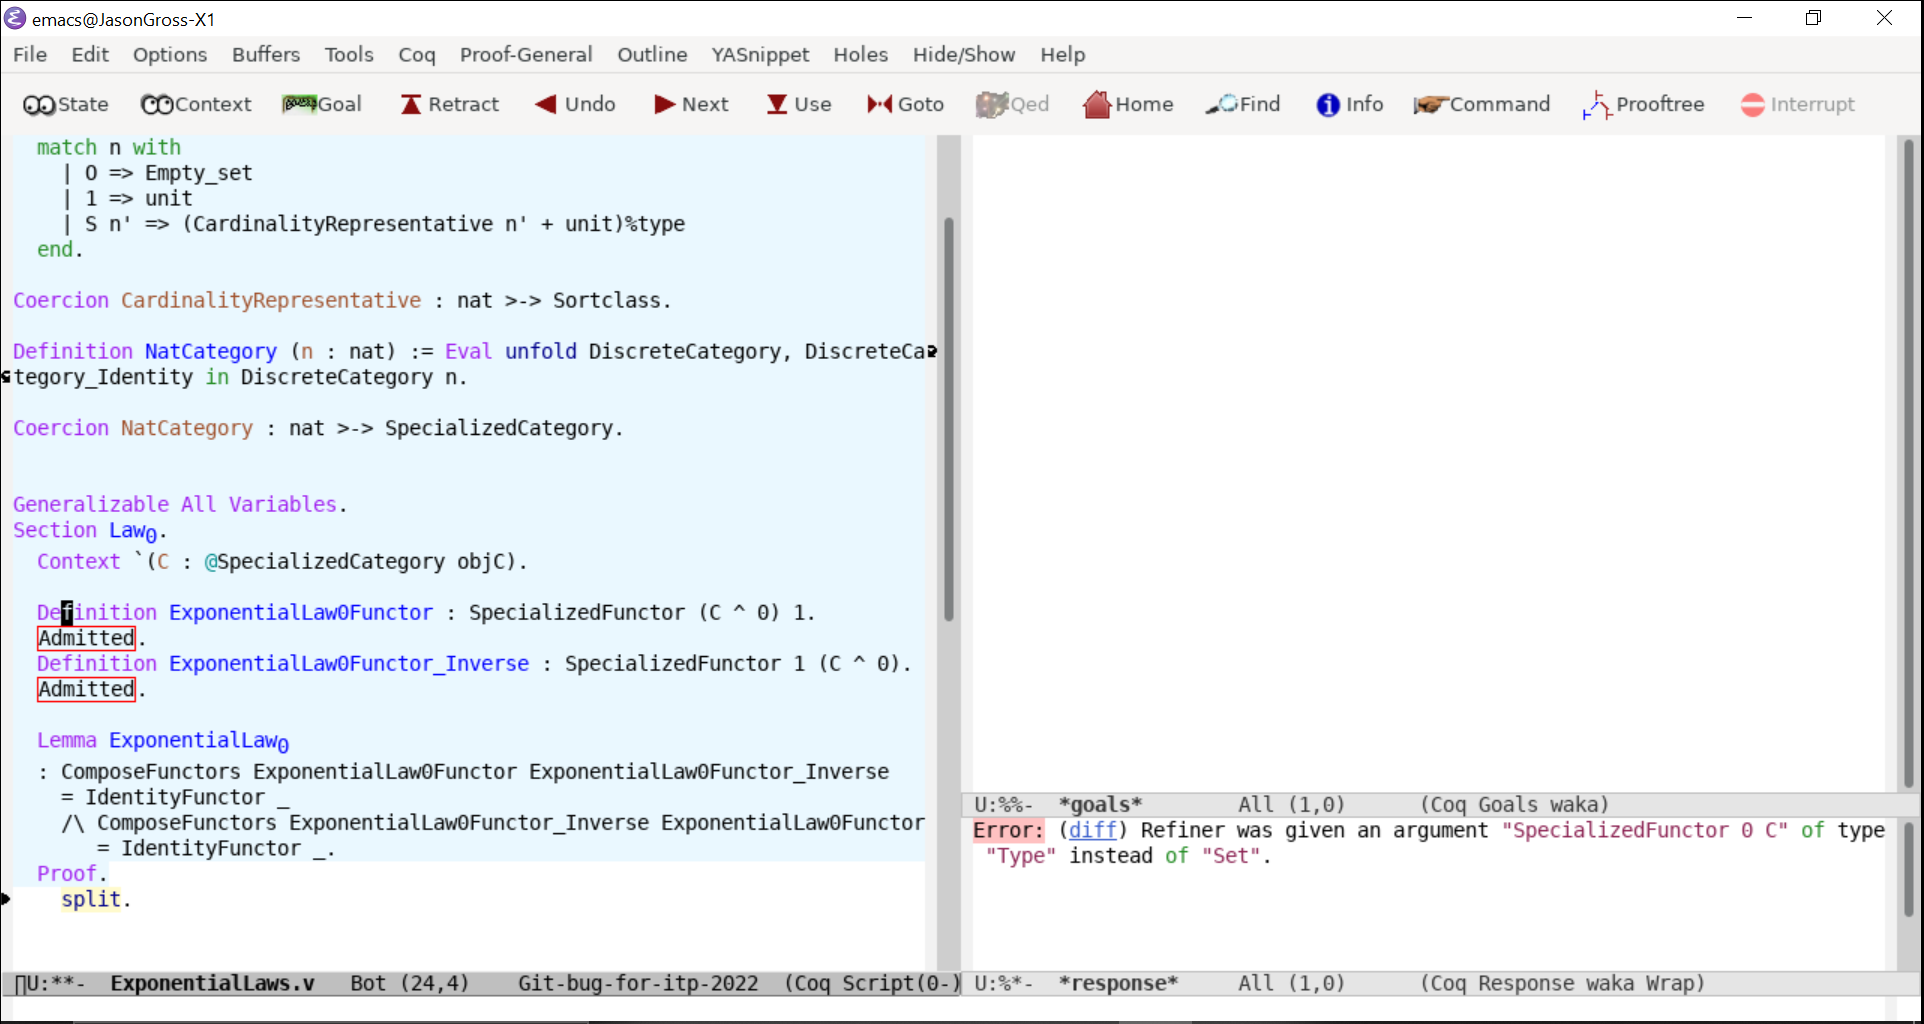 emacs@JasonGross-X1
File Edit Options Buffers Tools Coq Proof-General Outline YASnippet Holes Hide/Show Help
State Context Goal Retract Undo Next Use Goto Qed Home Find Info Command Prooftree Interrupt
match n with
| O => Empty_set
| 1 => unit
| S n' => (CardinalityRepresentative n' + unit)%type
end.
Coercion CardinalityRepresentative : nat >-> Sortclass.
Definition NatCategory (n : nat) := Eval unfold DiscreteCategory, DiscreteCa
tegory_Identity in DiscreteCategory n.
Coercion NatCategory : nat >-> SpecializedCategory.
Generalizable All Variables.
Section Law₀.
Context `(C : @SpecializedCategory objC).
Definition ExponentialLaw0Functor : SpecializedFunctor (C ^ 0) 1.
Admitted.
Definition ExponentialLaw0Functor_Inverse : SpecializedFunctor 1 (C ^ 0).
Admitted.
Lemma ExponentialLaw₀
: ComposeFunctors ExponentialLaw0Functor ExponentialLaw0Functor_Inverse
= IdentityFunctor _
/\ ComposeFunctors ExponentialLaw0Functor_Inverse ExponentialLaw0Functor
= IdentityFunctor _.
Proof.
split.
U:**- ExponentialLaws.v Bot (24,4) Git-bug-for-itp-2022 (Coq Script(0-)
U:%%- *goals* All (1,0) (Coq Goals waka)
Error: (diff) Refiner was given an argument "SpecializedFunctor 0 C" of type
"Type" instead of "Set".
U:%*- *response* All (1,0) (Coq Response waka Wrap)